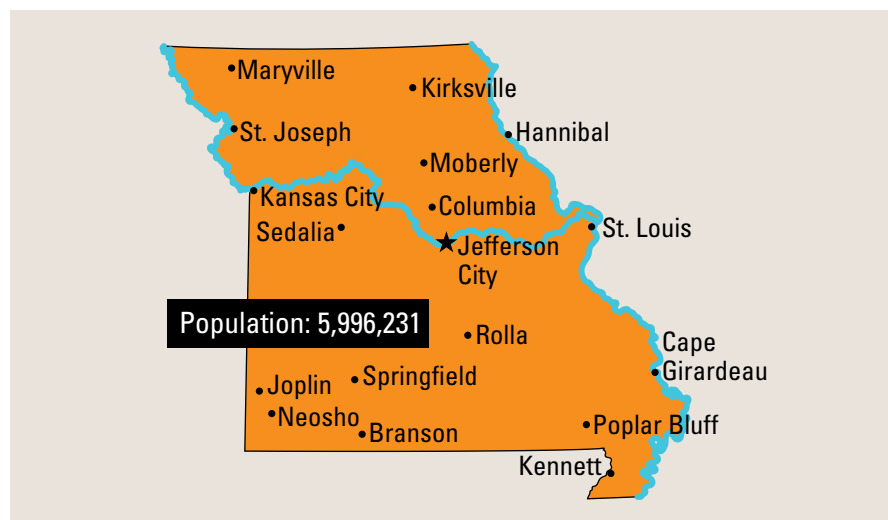 Maryville
Kirksville
St. Joseph
Hannibal
Moberly
Kansas City
Columbia
Sedalia
St. Louis
Jefferson
City
Population: 5,996,231
Rolla
Cape
Girardeau
Springfield
Joplin
Neosho
Branson
Poplar Bluff
Kennett